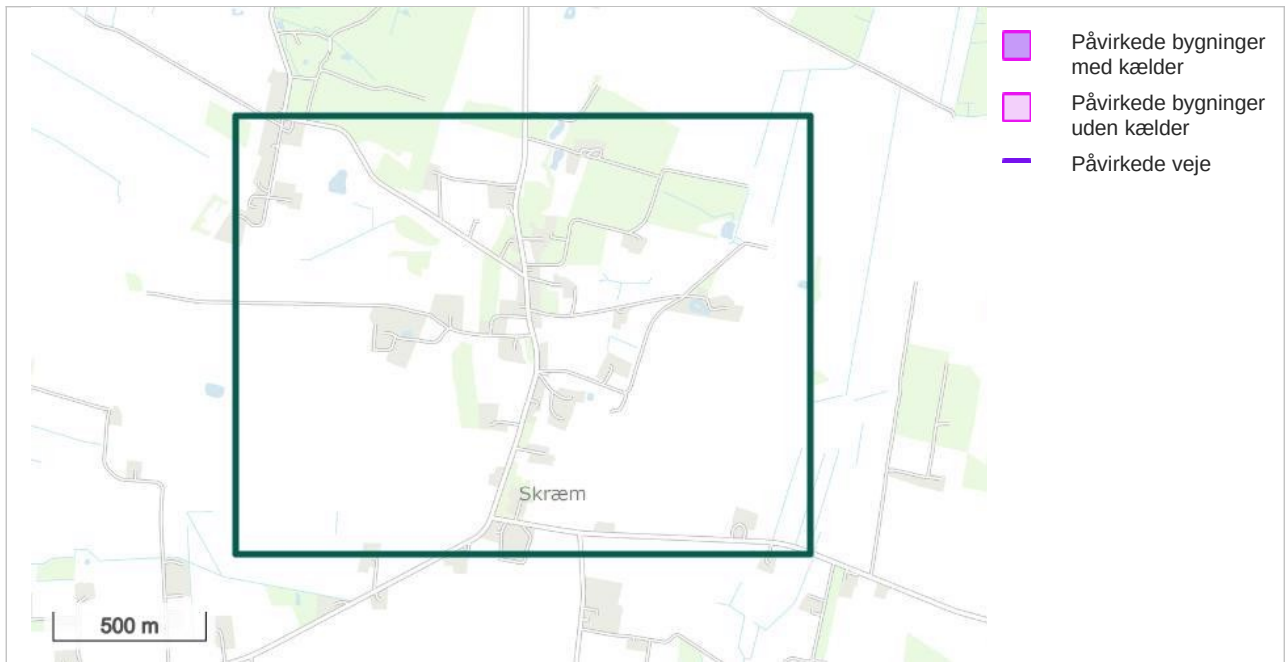 Påvirkede bygninger
med kælder
Påvirkede bygninger
uden kælder
Påvirkede veje
Skræm
500 m